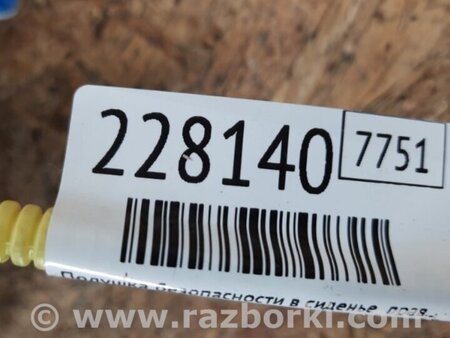 228140 7751
Подушка безопасности в сиденье
www.razborki.com